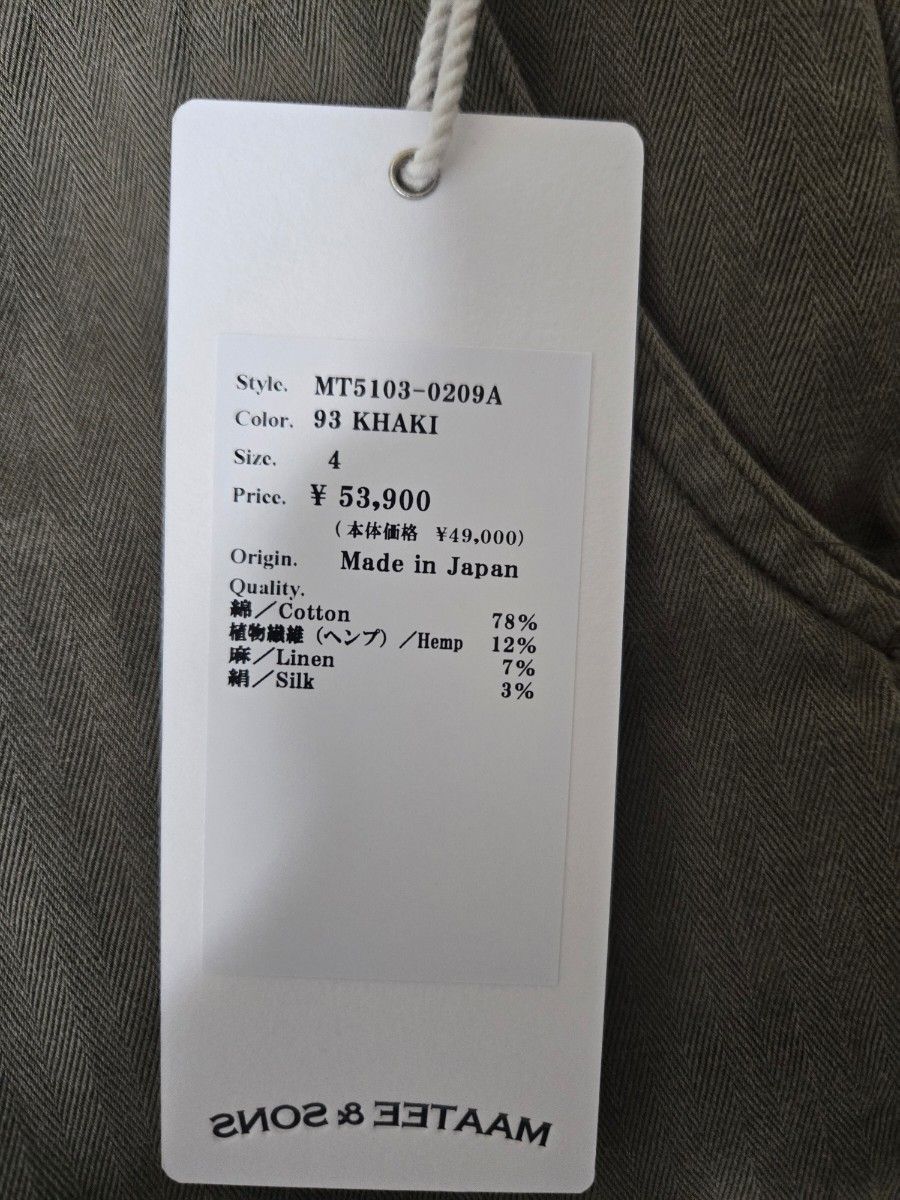 Style. MT5103-0209A
Color. 93 KHAKI
Size. 4
Price. ¥ 53,900
(本体価格 ¥49,000)
Origin. Made in Japan
Quality.
綿/Cotton 78%
植物繊維(ヘンプ)/Hemp 12%
麻/Linen 7%
絹/Silk 3%
MAATEE & SONS